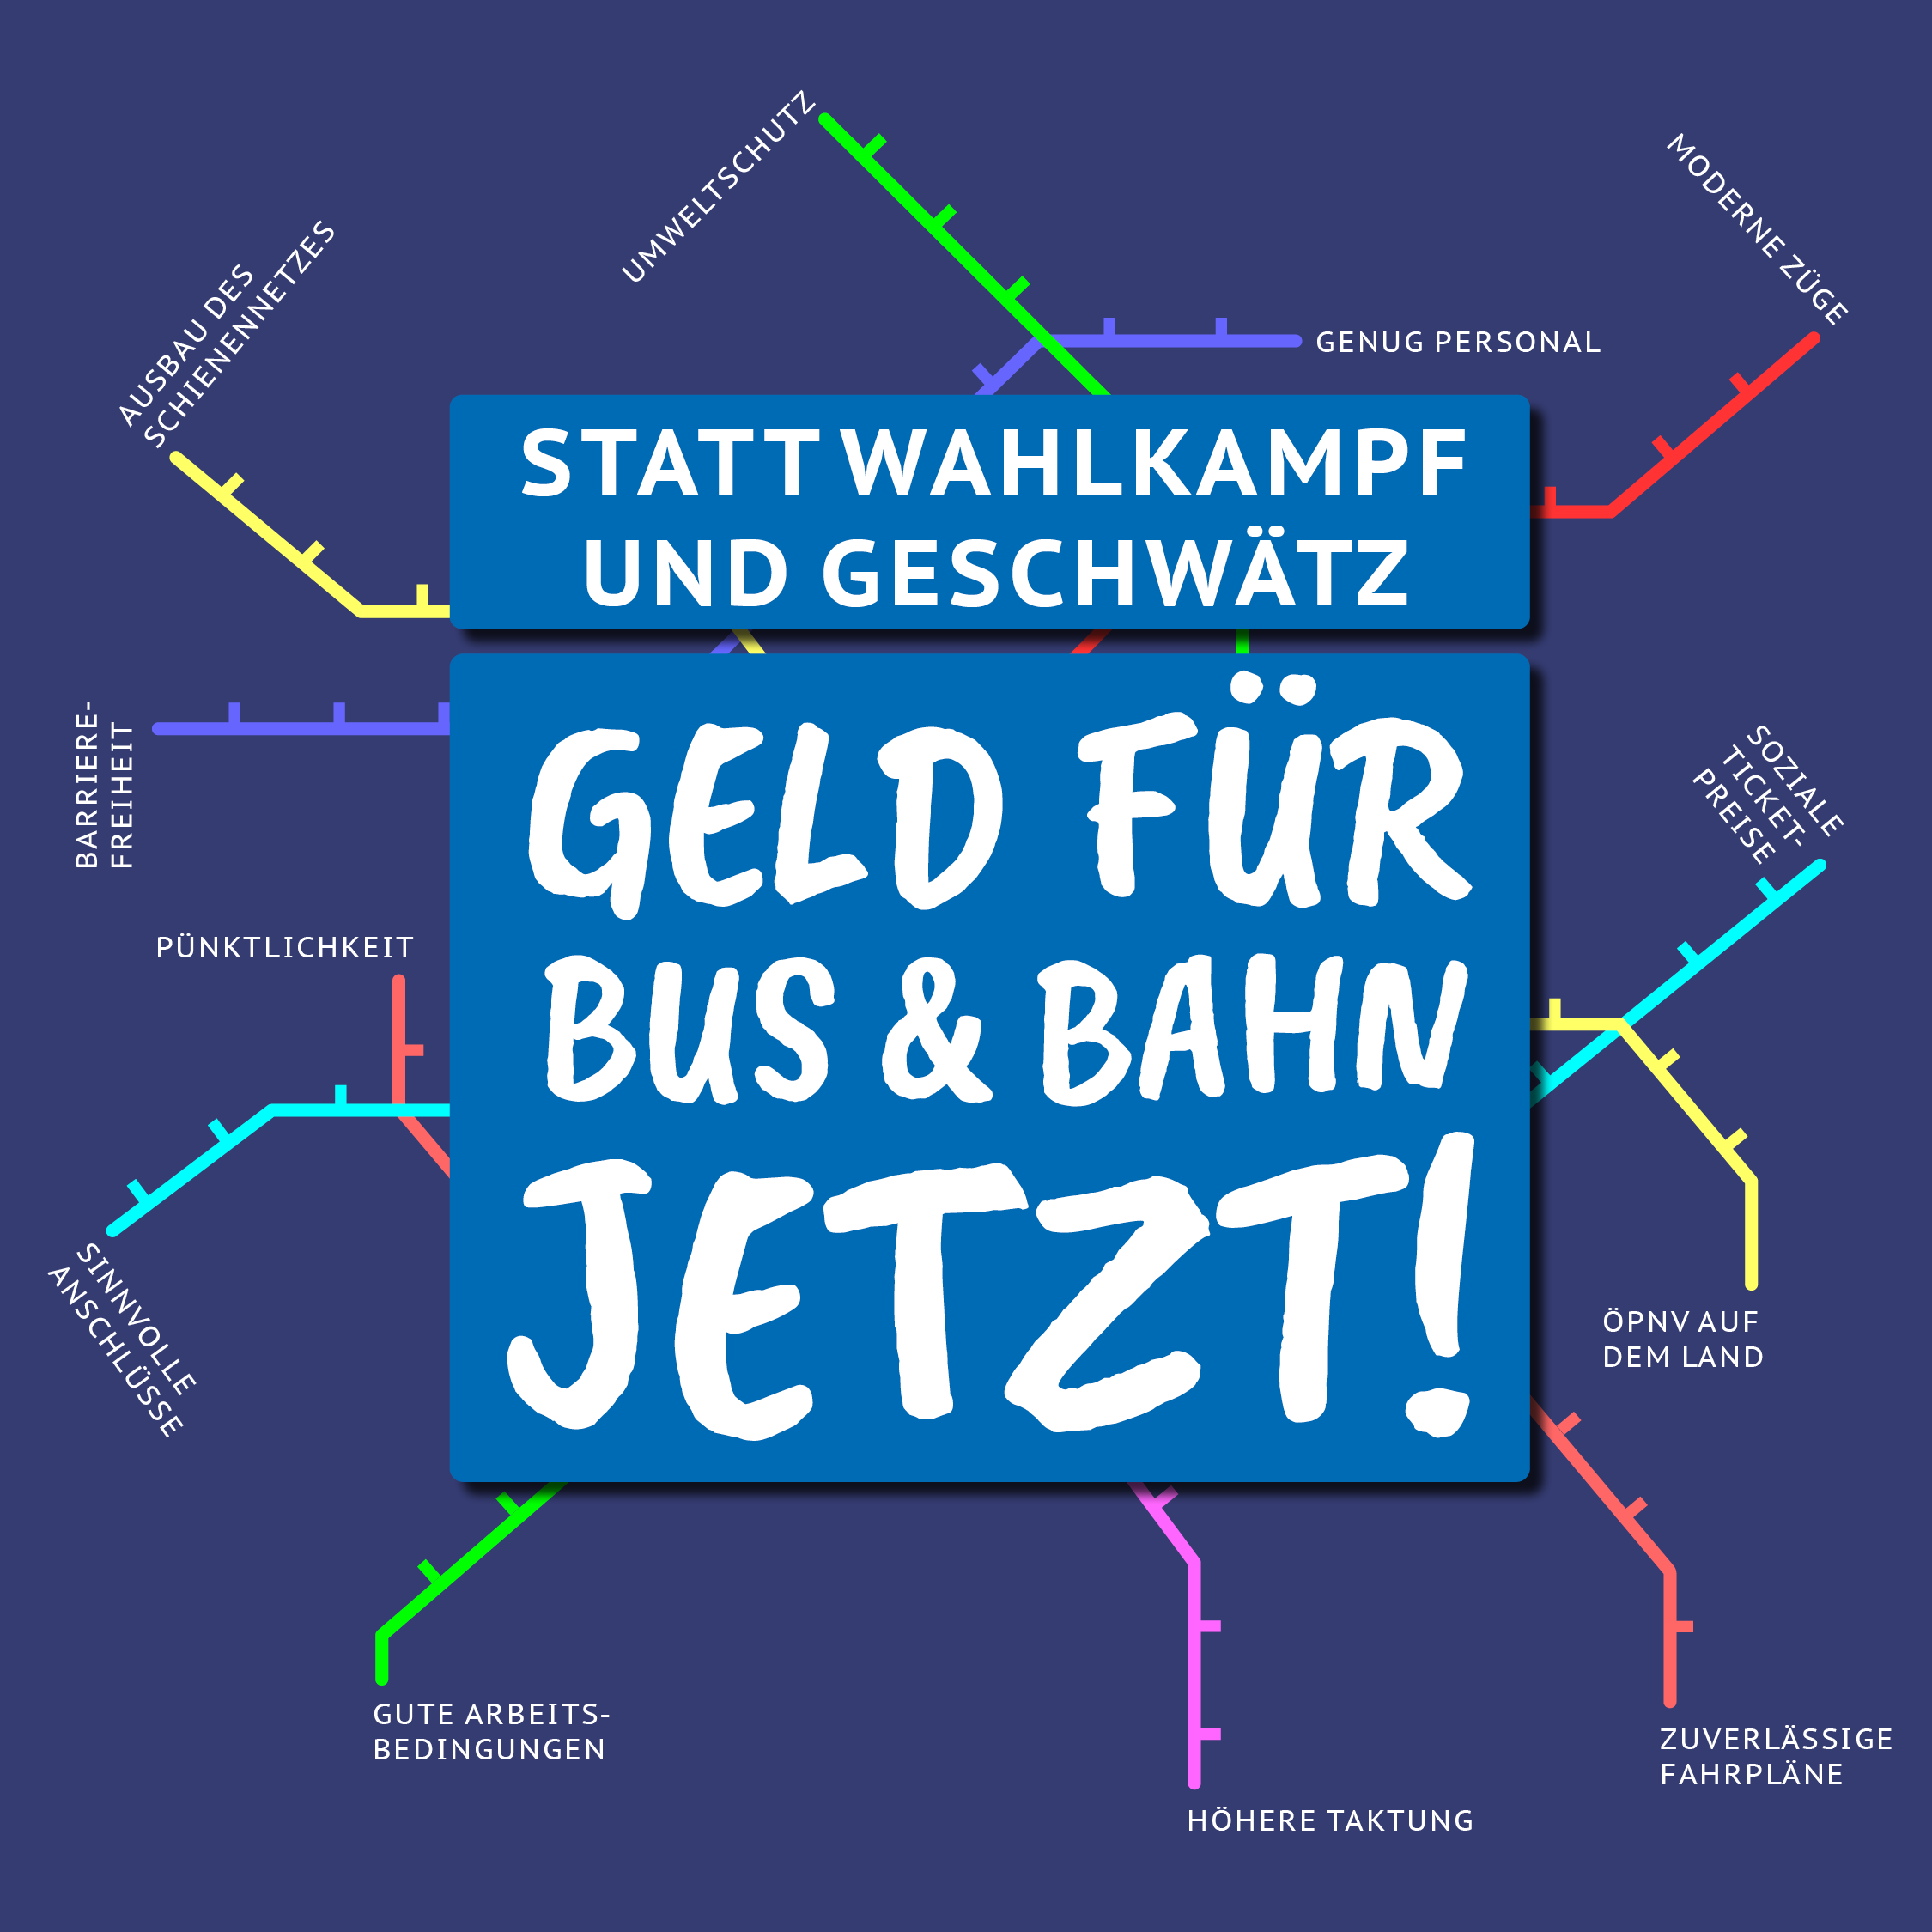 UMWELTSCHUTZ
MODERNE ZÜGE
AUSBAU DES
SCHIENENNETZES
GENUG PERSONAL
STATT WAHLKAMPF
UND GESCHWÄTZ
GELD FÜR
BUS & BAHN
JETZT!
BARRIERE-
FREIHEIT
SOZIALE
TICKET-
PREISE
PÜNKTLICHKEIT
SINNVOLLE
ANSCHLÜSSE
ÖPNV AUF
DEM LAND
GUTE ARBEITS-
BEDINGUNGEN
ZUVERLÄSSIGE
FAHRPLÄNE
HÖHERE TAKTUNG